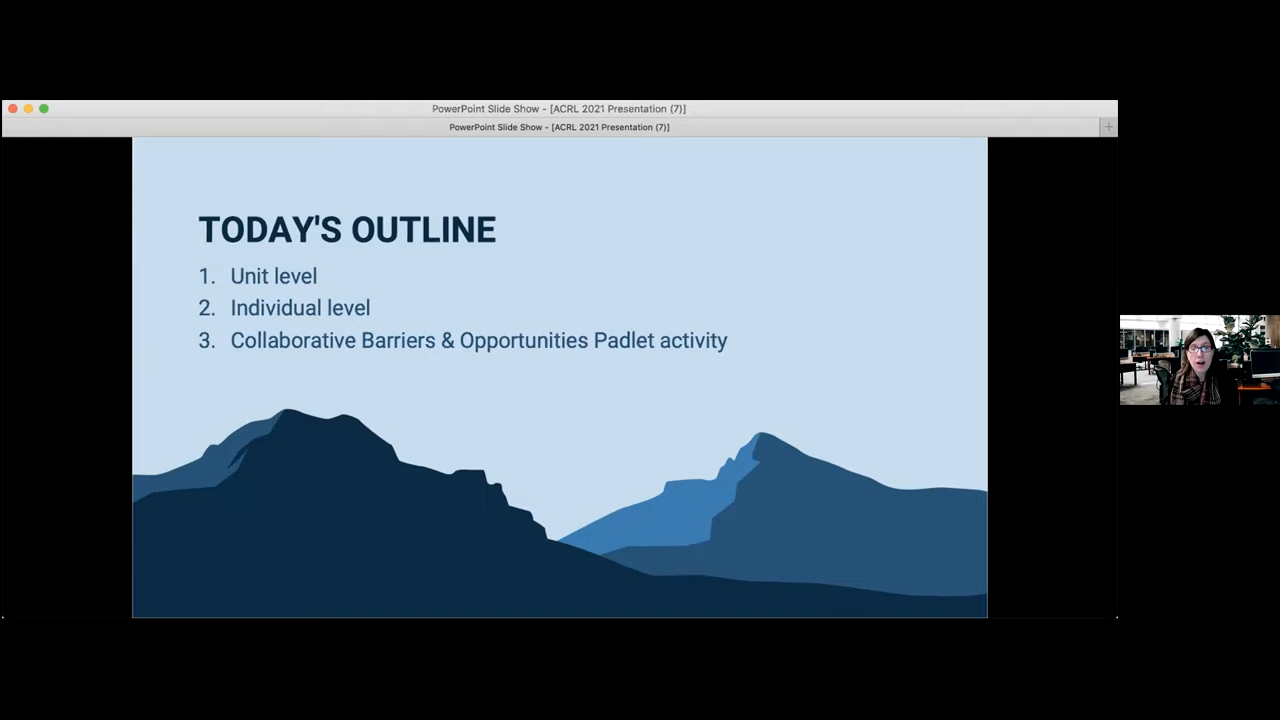 PowerPoint Slide Show - [ACRL 2021 Presentation (7)]
PowerPoint Slide Show - [ACRL 2021 Presentation (7)]
TODAY'S OUTLINE
1. Unit level
2. Individual level
3. Collaborative Barriers & Opportunities Padlet activity